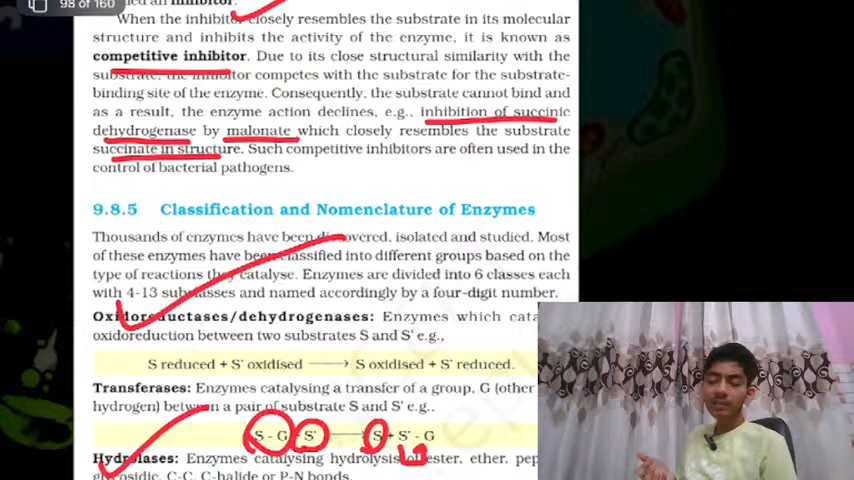 98 of 160
an inhibitor.
When the inhibitor closely resembles the substrate in its molecular
structure and inhibits the activity of the enzyme, it is known as
competitive inhibitor. Due to its close structural similarity with the
substrate, the inhibitor competes with the substrate for the substrate-
binding site of the enzyme. Consequently, the substrate cannot bind and
as a result, the enzyme action declines, e.g., inhibition of succinic
dehydrogenase by malonate which closely resembles the substrate
succinate in structure. Such competitive inhibitors are often used in the
control of bacterial pathogens.
9.8.5 Classification and Nomenclature of Enzymes
Thousands of enzymes have been discovered, isolated and studied. Most
of these enzymes have been classified into different groups based on the
type of reactions they catalyse. Enzymes are divided into 6 classes each
with 4-13 subclasses and named accordingly by a four-digit number.
Oxidoreductases/dehydrogenases: Enzymes which cata
oxidoreduction between two substrates S and S' e.g.,
S reduced + S' oxidised ⟶ S oxidised + S' reduced.
Transferases: Enzymes catalysing a transfer of a group, G (other
hydrogen) between a pair of substrate S and S' e.g.,
S - G + S' ⟶ S + S' - G
Hydrolases: Enzymes catalysing hydrolysis of ester, ether, pep
glycosidic, C-C, C-halide or P-N bonds.